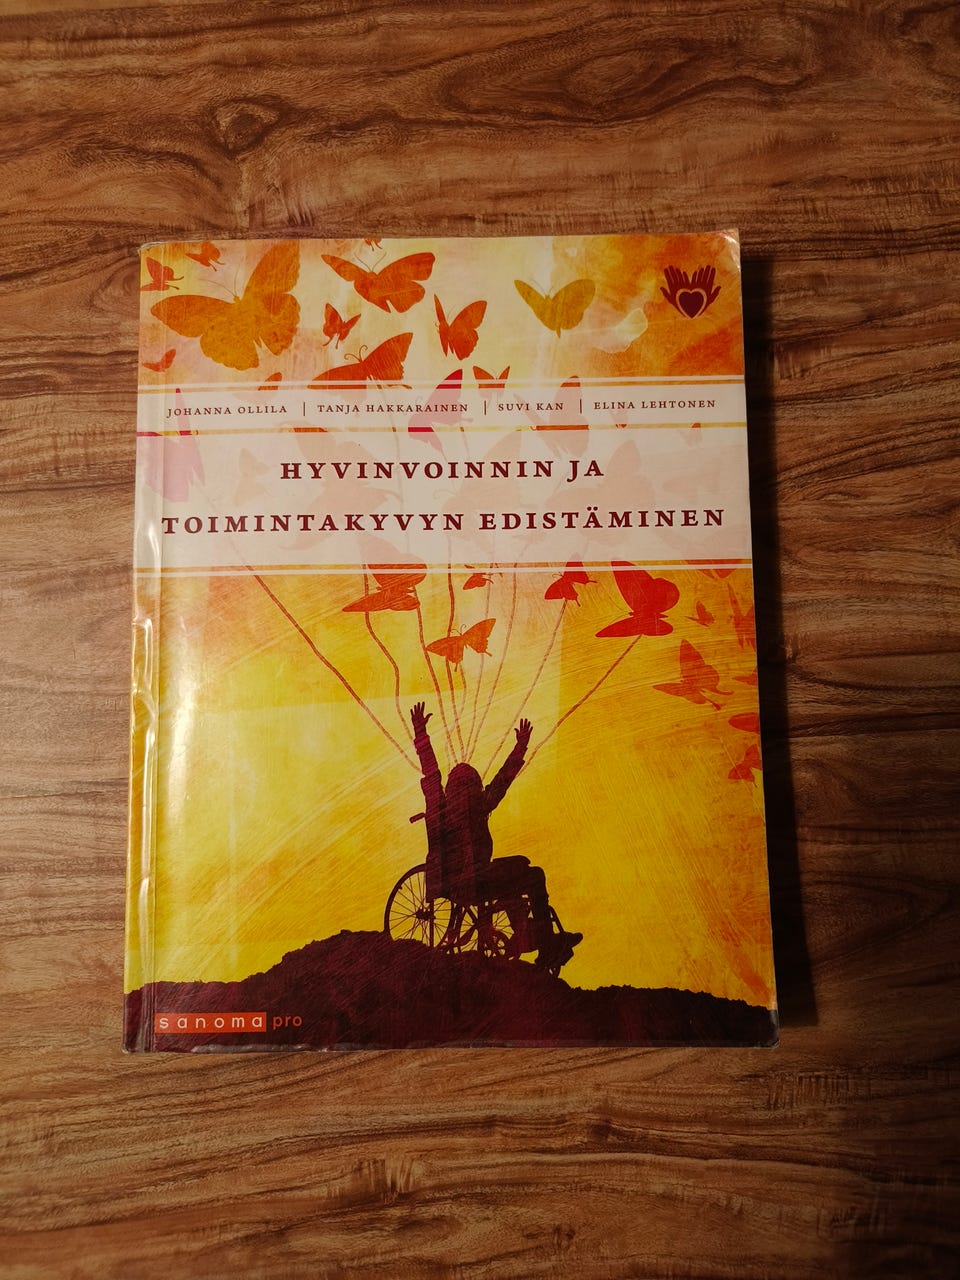 JOHANNA OLLILA | TANJA HAKKARAINEN | SUVI KAN | ELINA LEHTONEN
HYVINVOINNIN JA
TOIMINTAKYVYN EDISTÄMINEN
sanoma pro